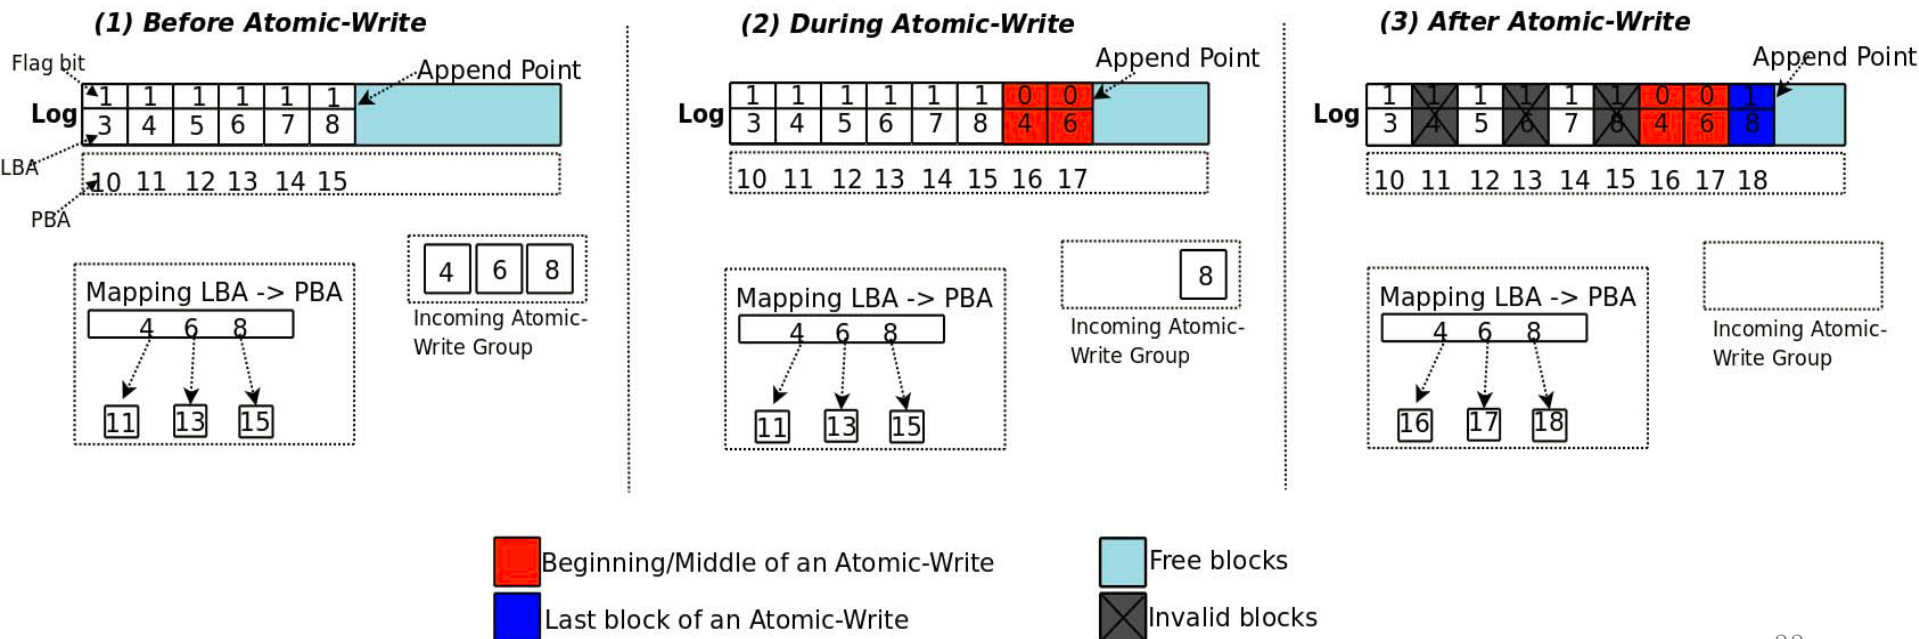 (1) Before Atomic-Write
Flag bit
Append Point
Log
1 1 1 1 1 1
3 4 5 6 7 8
LBA
10 11 12 13 14 15
PBA
4 6 8
Incoming Atomic-
Write Group
Mapping LBA -> PBA
4 6 8
11 13 15
(2) During Atomic-Write
Append Point
Log
1 1 1 1 1 1 0 0
3 4 5 6 7 8 4 6
10 11 12 13 14 15 16 17
8
Incoming Atomic-
Write Group
Mapping LBA -> PBA
4 6 8
11 13 15
(3) After Atomic-Write
Append Point
Log
1 1 1 1 1 1 0 0 1
3 4 5 6 7 8 4 6 8
10 11 12 13 14 15 16 17 18
Incoming Atomic-
Write Group
Mapping LBA -> PBA
4 6 8
16 17 18
Beginning/Middle of an Atomic-Write
Free blocks
Last block of an Atomic-Write
Invalid blocks